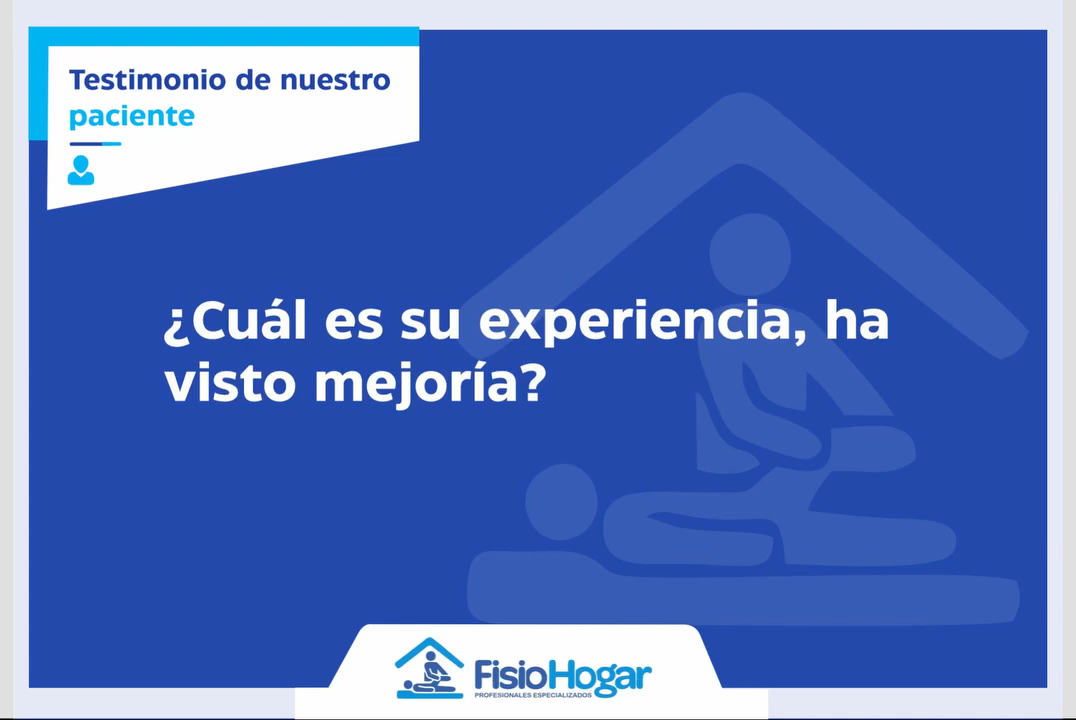 Testimonio de nuestro
paciente
¿Cuál es su experiencia, ha
visto mejoría?
FisioHogar
PROFESIONALES ESPECIALIZADOS